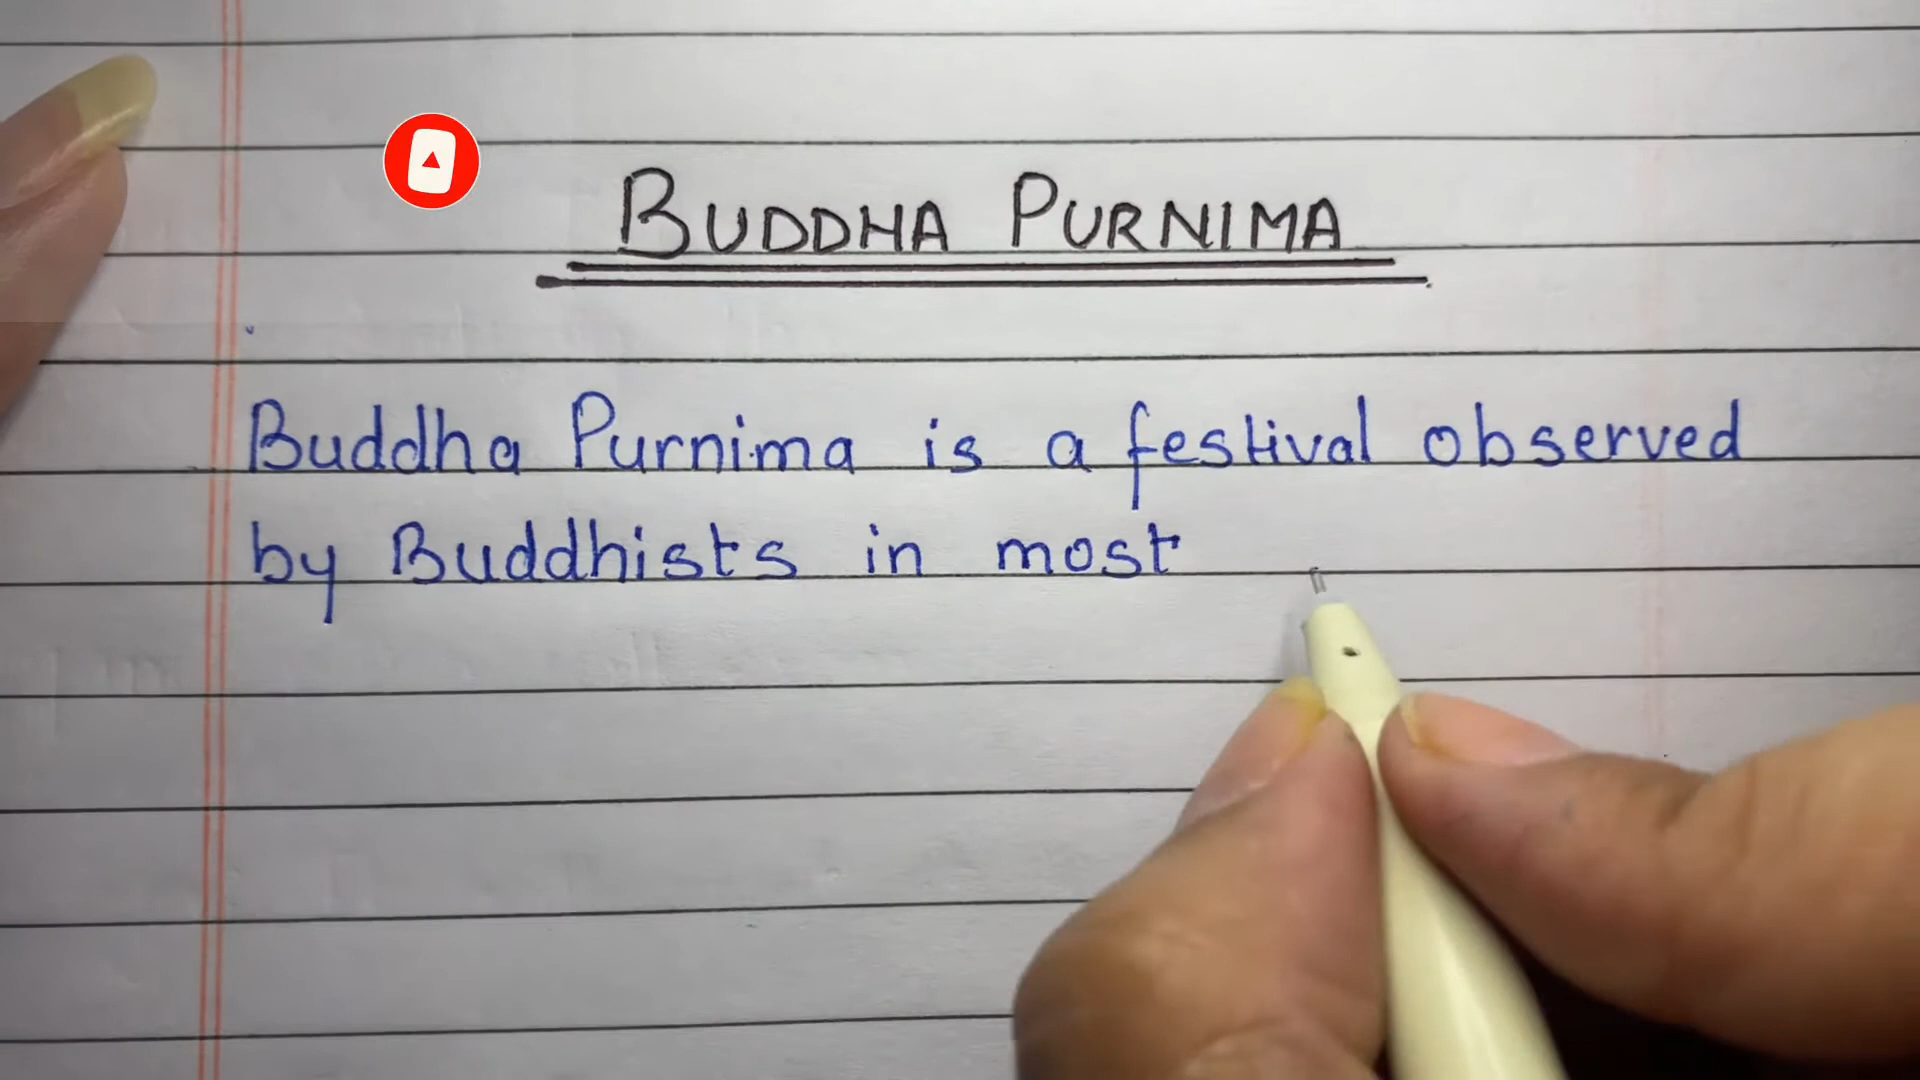 BUDDHA PURNIMA
Buddha Purnima is a festival observed
by Buddhists in most